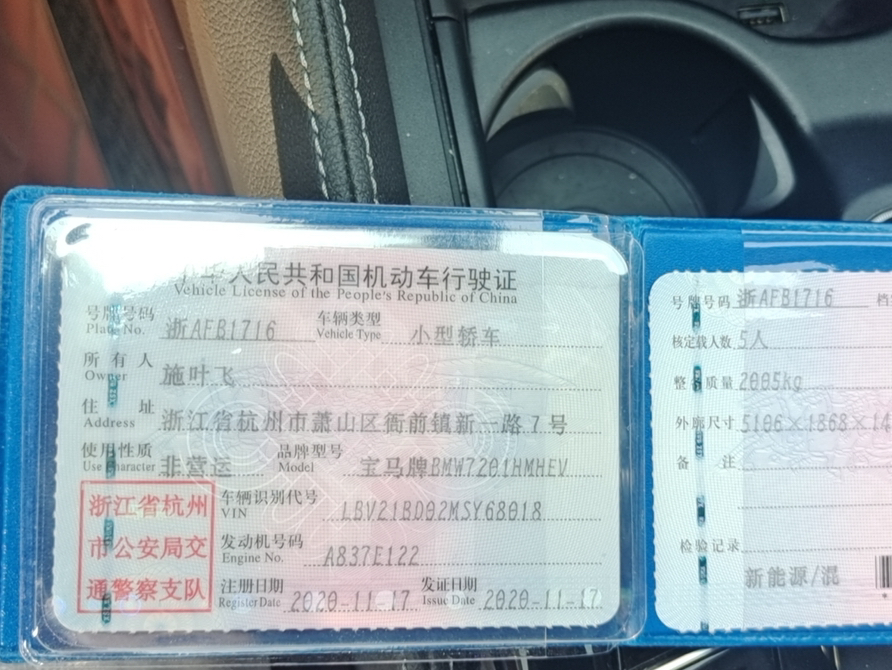 中华人民共和国机动车行驶证
Vehicle License of the People's Republic of China
号牌号码 浙AFB1716 车辆类型 小型轿车
Plate No. Vehicle Type
所有人 施叶飞
Owner
住址 浙江省杭州市萧山区衙前镇新一路7号
Address
使用性质 非营运 品牌型号 宝马牌BMW7201HMHEV
Use Character Model
浙江省杭州
市公安局交
通警察支队
车辆识别代号 LBV21BD02MSY68018
VIN
发动机号码 A837E122
Engine No.
注册日期 2020-11-17 发证日期 2020-11-17
Register Date Issue Date
号牌号码 浙AFB1716 档
核定载人数 5人
整备质量 2005kg
外廓尺寸 5106×1868×14
备注
检验记录
新能源/混